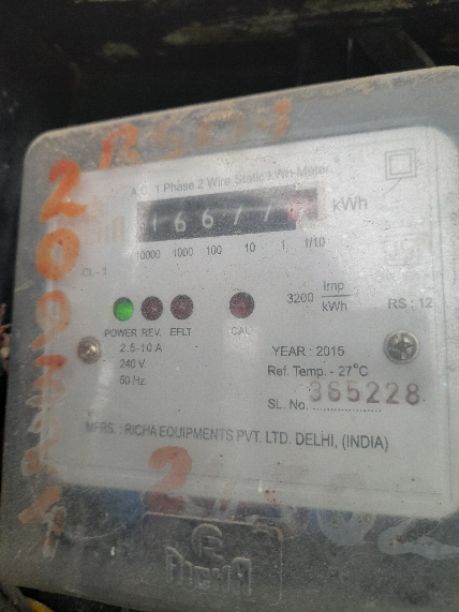 A.C. 1 Phase 2 Wire Static kWh Meter
16677 kWh
10000 1000 100 10 1 1/10
CL - 1
3200 Imp/kWh
RS : 12
POWER REV. EFLT CAL
2.5-10 A
240 V
50 Hz
YEAR : 2015
Ref. Temp. - 27°C
SL. No. 365228
MFRS. : RICHA EQUIPMENTS PVT. LTD. DELHI, (INDIA)
RICHA